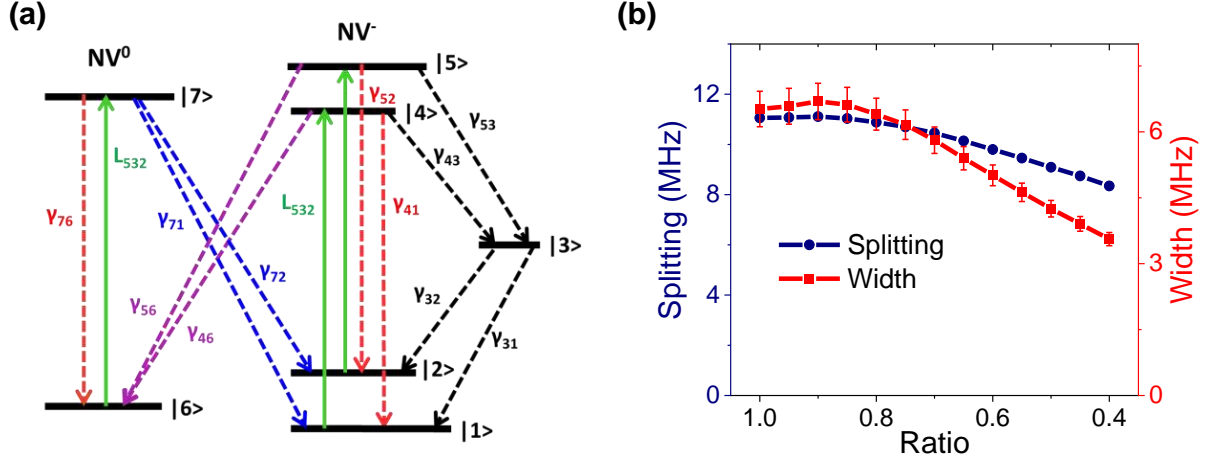 (a)
NV⁰
NV⁻
|5>
|7>
γ₅₂
|4>
γ₅₃
γ₄₃
L₅₃₂
L₅₃₂
γ₇₆
γ₇₁
γ₄₁
|3>
γ₇₂
γ₅₆
γ₃₂
γ₄₆
γ₃₁
|2>
|6>
|1>
(b)
Splitting (MHz)
12
8
4
0
Splitting
Width
6
3
0
Width (MHz)
1.0 0.8 0.6 0.4
Ratio